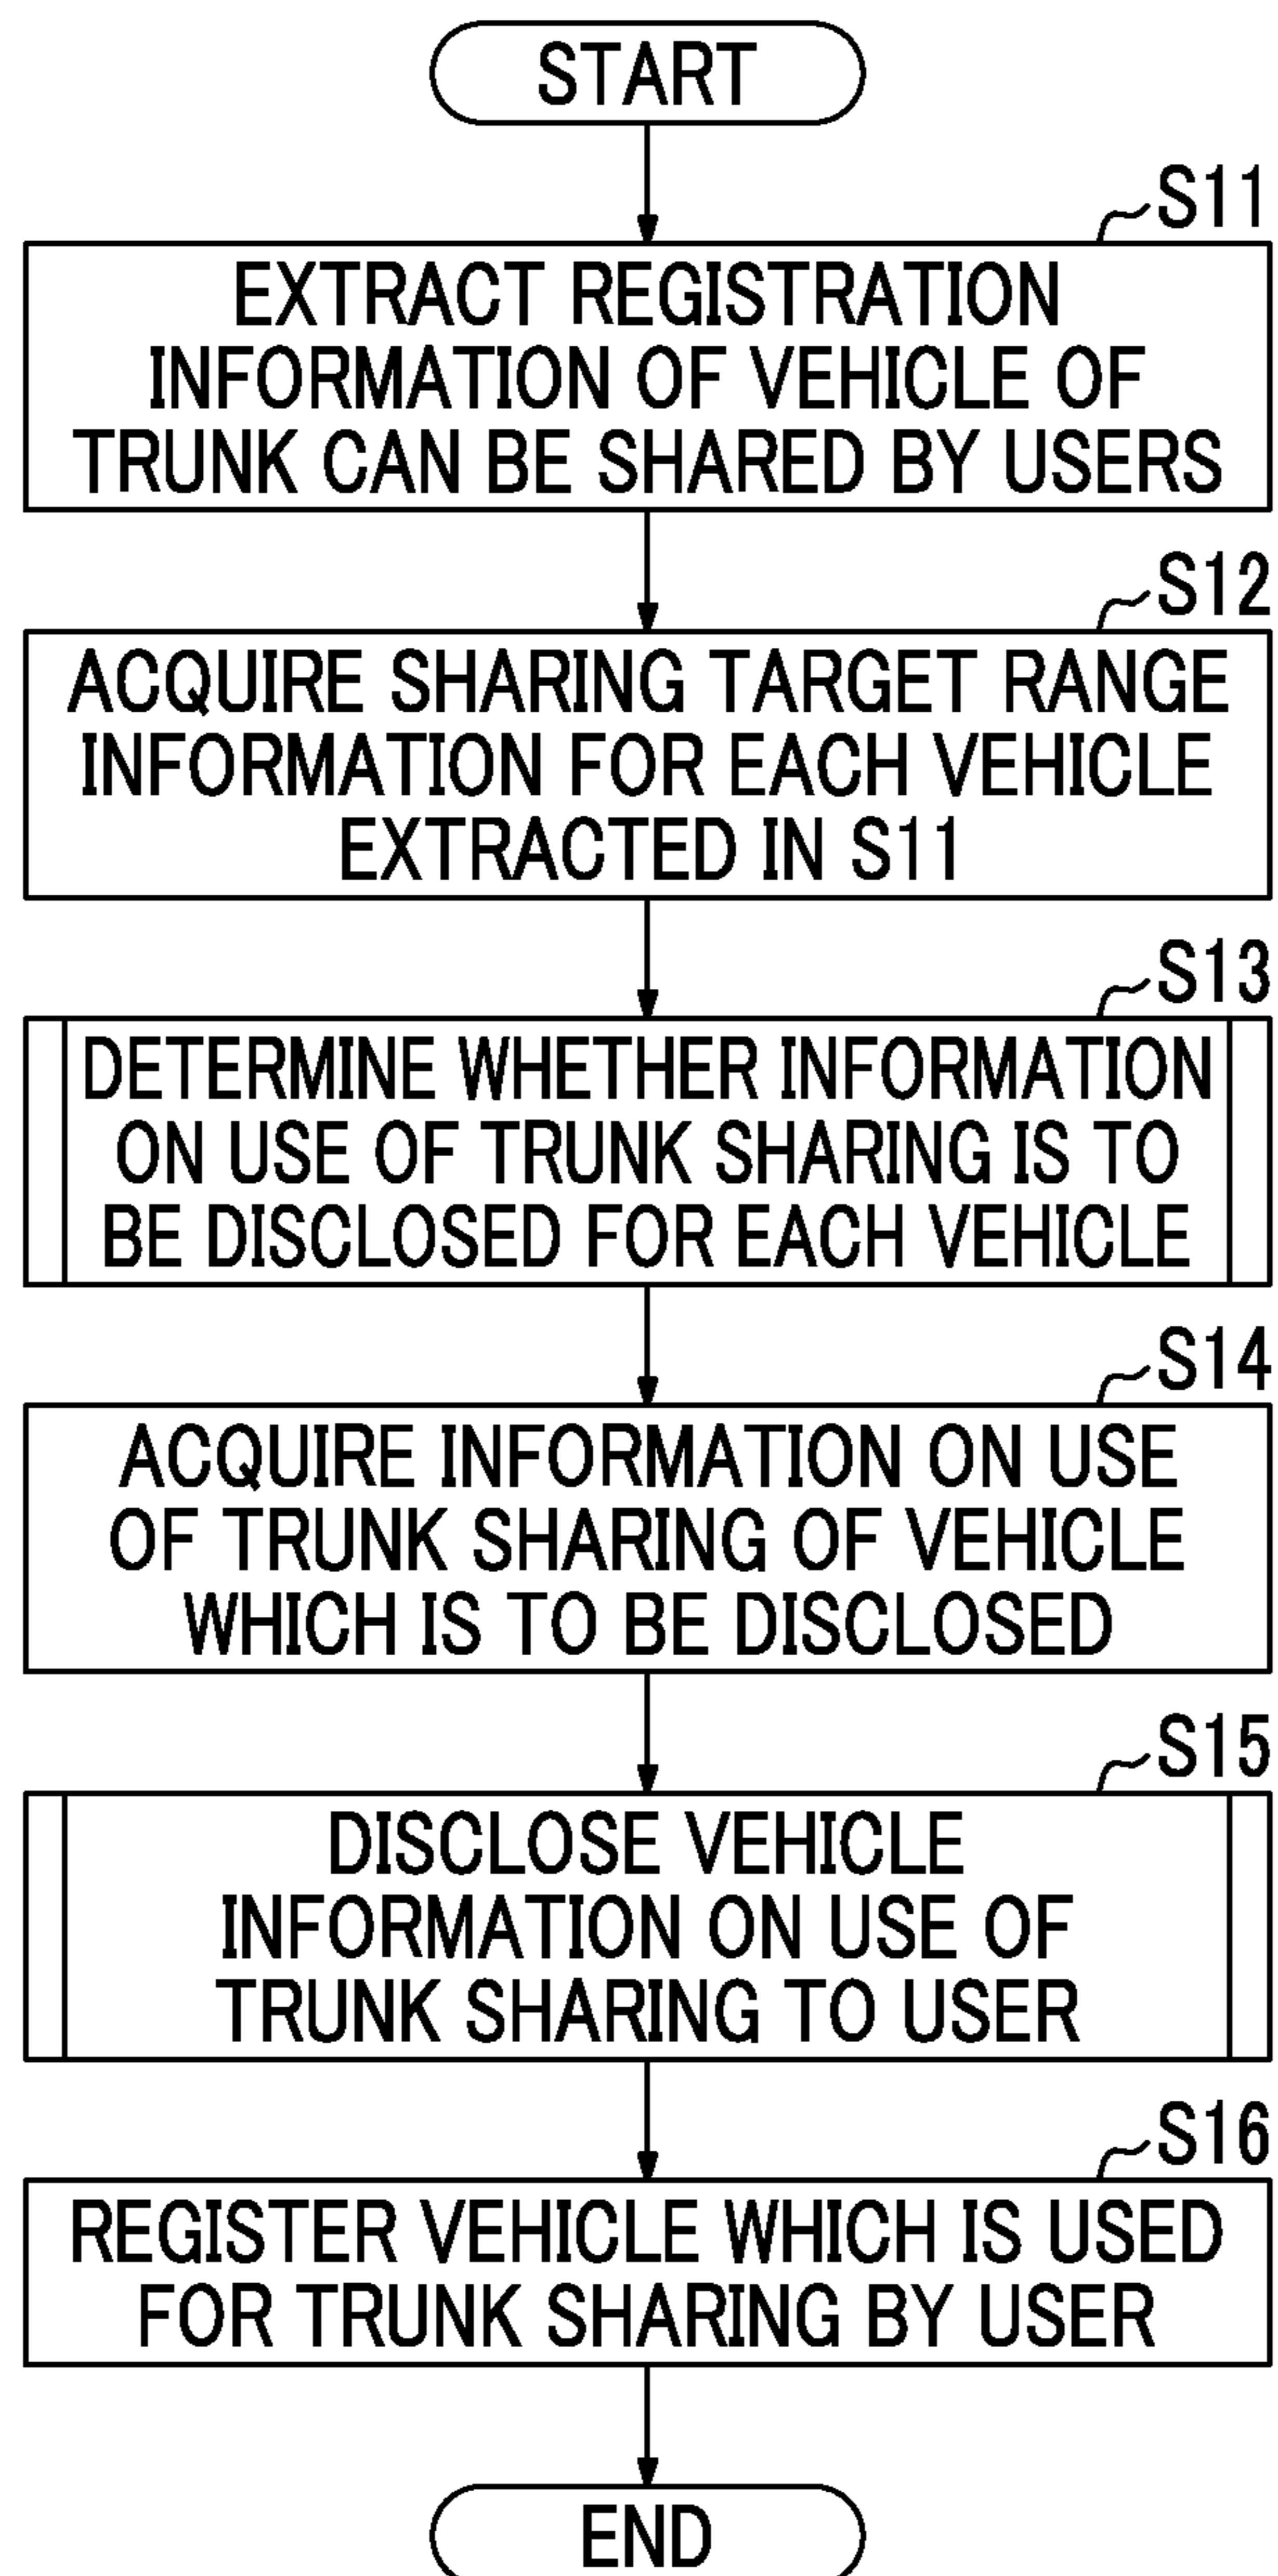 START
S11
EXTRACT REGISTRATION
INFORMATION OF VEHICLE OF
TRUNK CAN BE SHARED BY USERS
S12
ACQUIRE SHARING TARGET RANGE
INFORMATION FOR EACH VEHICLE
EXTRACTED IN S11
S13
DETERMINE WHETHER INFORMATION
ON USE OF TRUNK SHARING IS TO
BE DISCLOSED FOR EACH VEHICLE
S14
ACQUIRE INFORMATION ON USE
OF TRUNK SHARING OF VEHICLE
WHICH IS TO BE DISCLOSED
S15
DISCLOSE VEHICLE
INFORMATION ON USE OF
TRUNK SHARING TO USER
S16
REGISTER VEHICLE WHICH IS USED
FOR TRUNK SHARING BY USER
END